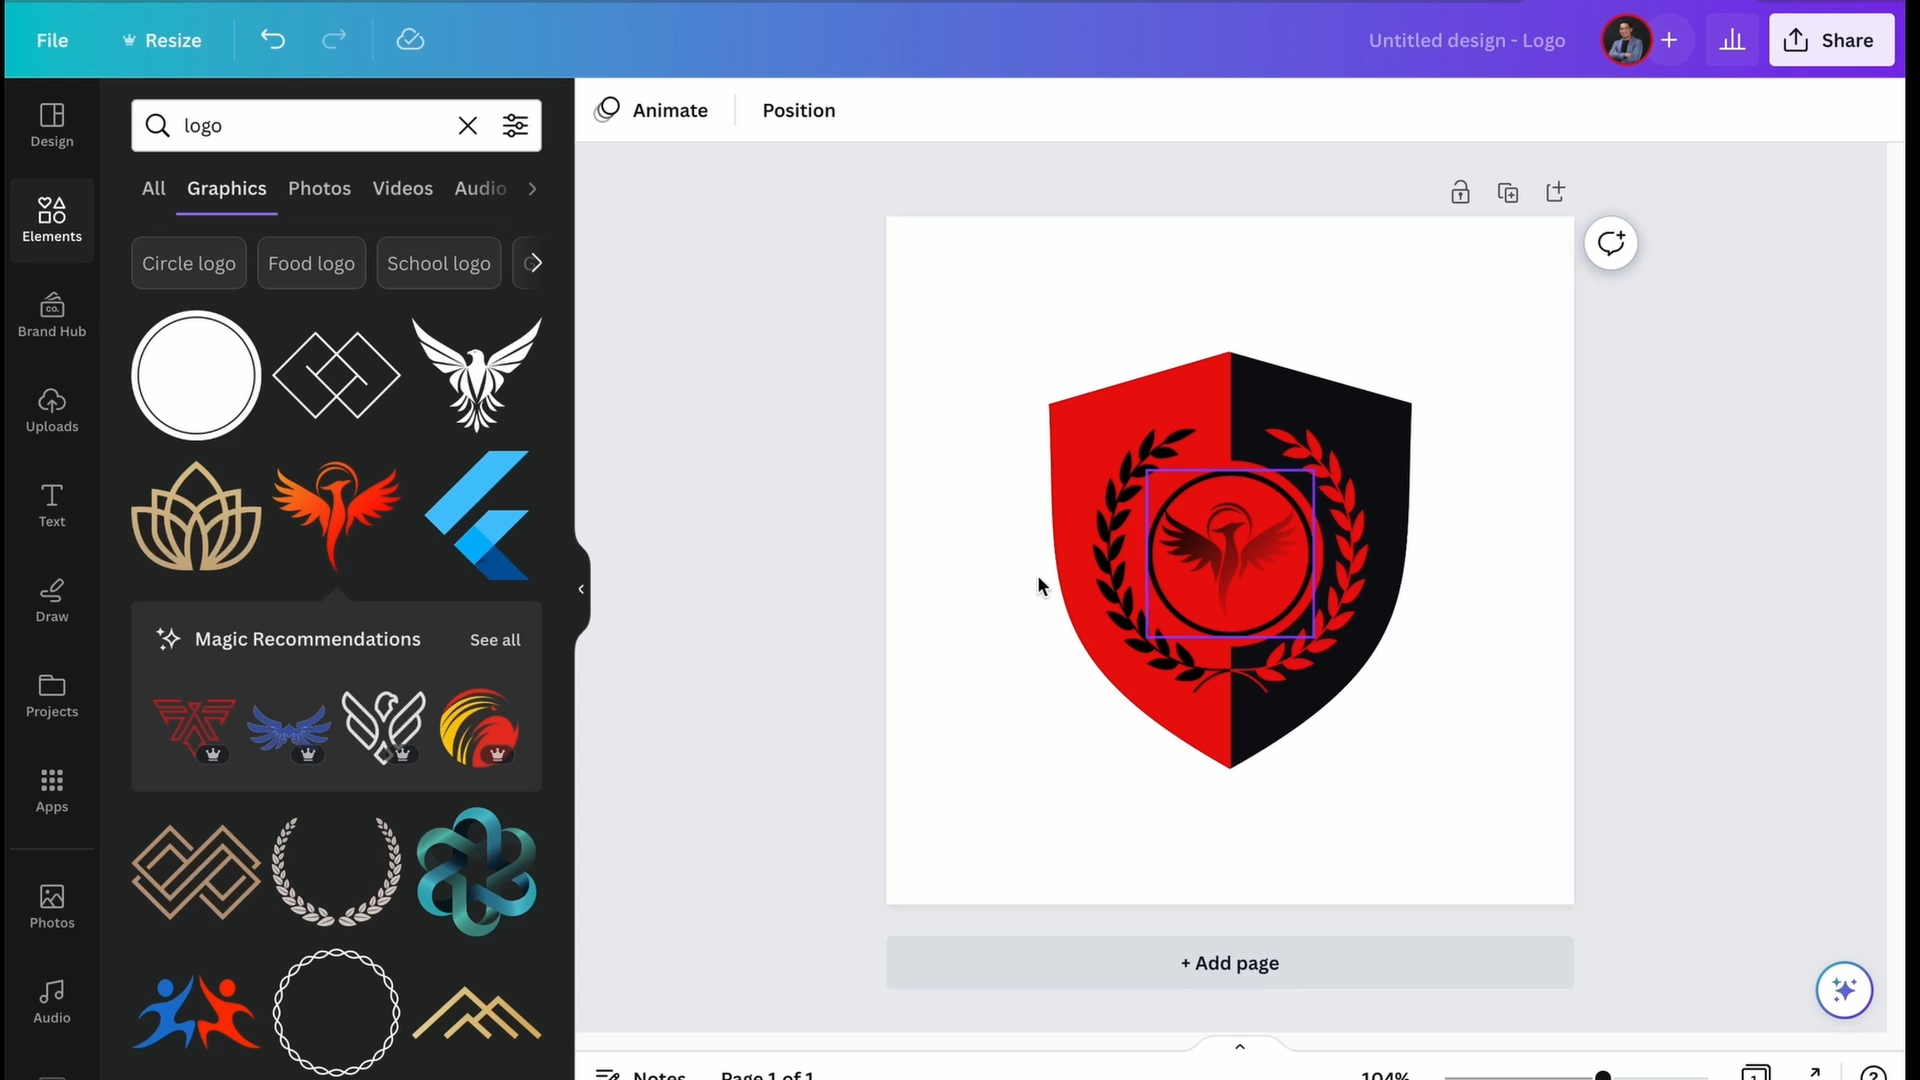 File
Resize
Untitled design - Logo
Share
Design
Elements
Brand Hub
Uploads
Text
Draw
Projects
Apps
Photos
Audio
logo
All Graphics Photos Videos Audio
Circle logo Food logo School logo
Magic Recommendations See all
Animate
Position
+ Add page
Notes
Page 1 of 1
104%
1